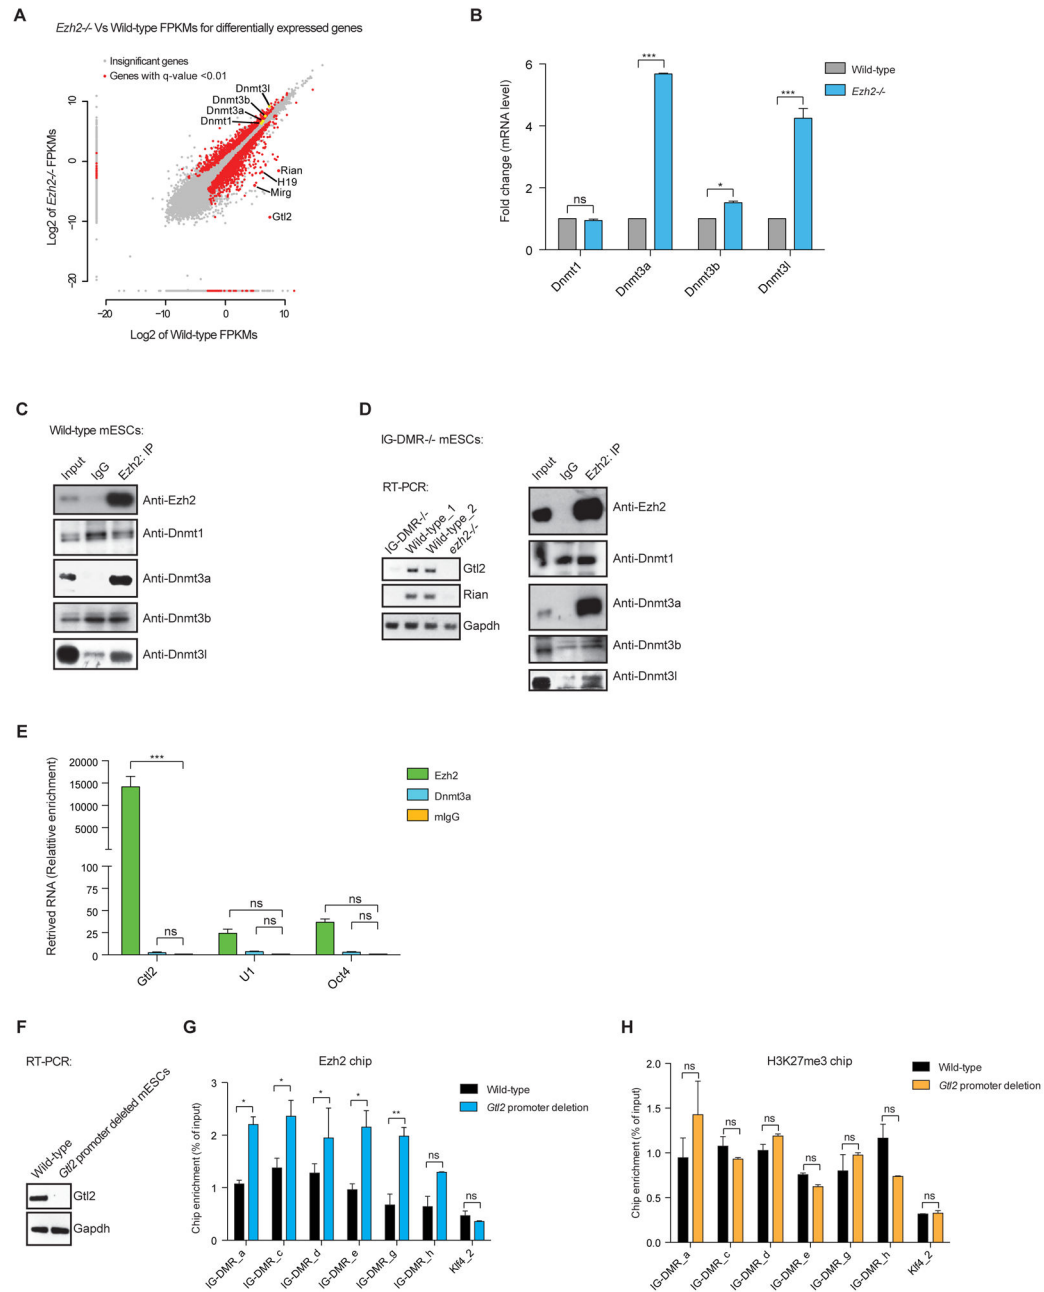 A
Ezh2-/- Vs Wild-type FPKMs for differentially expressed genes
Insignificant genes
Genes with q-value <0.01
Dnmt3l
Dnmt3b
Dnmt3a
Dnmt1
Rian
H19
Mirg
Gtl2
Log2 of Ezh2-/- FPKMs
10
0
−10
−20
−20
−10
0
10
Log2 of Wild-type FPKMs
B
Fold change (mRNA level)
6
4
2
0
ns
***
*
***
Wild-type
Ezh2-/-
Dnmt1
Dnmt3a
Dnmt3b
Dnmt3l
C
Wild-type mESCs:
Input
IgG
Ezh2: IP
Anti-Ezh2
Anti-Dnmt1
Anti-Dnmt3a
Anti-Dnmt3b
Anti-Dnmt3l
D
IG-DMR-/- mESCs:
RT-PCR:
IG-DMR-/-
Wild-type_1
Wild-type_2
ezh2-/-
Gtl2
Rian
Gapdh
Input
IgG
Ezh2: IP
Anti-Ezh2
Anti-Dnmt1
Anti-Dnmt3a
Anti-Dnmt3b
Anti-Dnmt3l
E
Retrived RNA (Relatitive enrichment)
20000
15000
10000
5000
100
75
50
25
0
***
ns
ns
ns
ns
ns
Ezh2
Dnmt3a
mIgG
Gtl2
U1
Oct4
F
RT-PCR:
Wild-type
Gtl2 promoter deleted mESCs
Gtl2
Gapdh
G
Ezh2 chip
Chip enrichment (% of input)
3
2
1
0
*
*
*
*
**
ns
ns
Wild-type
Gtl2 promoter deletion
IG-DMR_a
IG-DMR_c
IG-DMR_d
IG-DMR_e
IG-DMR_g
IG-DMR_h
Klf4_2
H
H3K27me3 chip
Chip enrichment (% of input)
2.0
1.5
1.0
0.5
0.0
ns
ns
ns
ns
ns
ns
ns
Wild-type
Gtl2 promoter deletion
IG-DMR_a
IG-DMR_c
IG-DMR_d
IG-DMR_e
IG-DMR_g
IG-DMR_h
Klf4_2